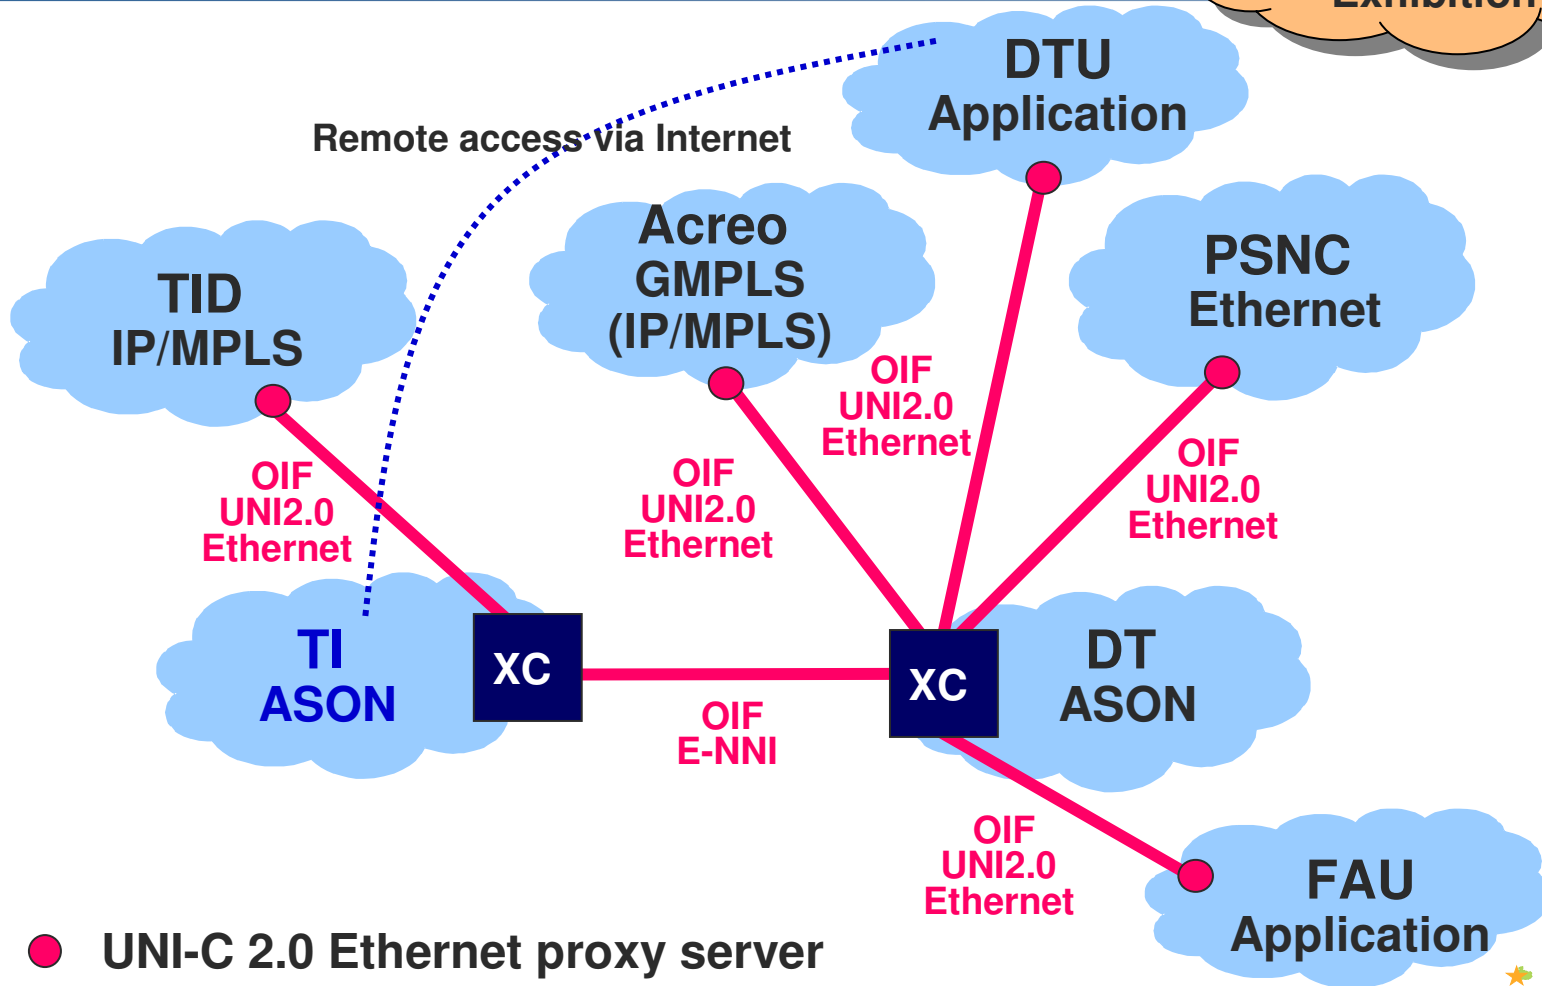 Exhibition
DTU
Application
Remote access via Internet
Acreo
GMPLS
(IP/MPLS)
PSNC
Ethernet
TID
IP/MPLS
OIF
UNI2.0
Ethernet
OIF
UNI2.0
Ethernet
OIF
UNI2.0
Ethernet
OIF
UNI2.0
Ethernet
TI
ASON
XC
XC
DT
ASON
OIF
E-NNI
OIF
UNI2.0
Ethernet
FAU
Application
UNI-C 2.0 Ethernet proxy server